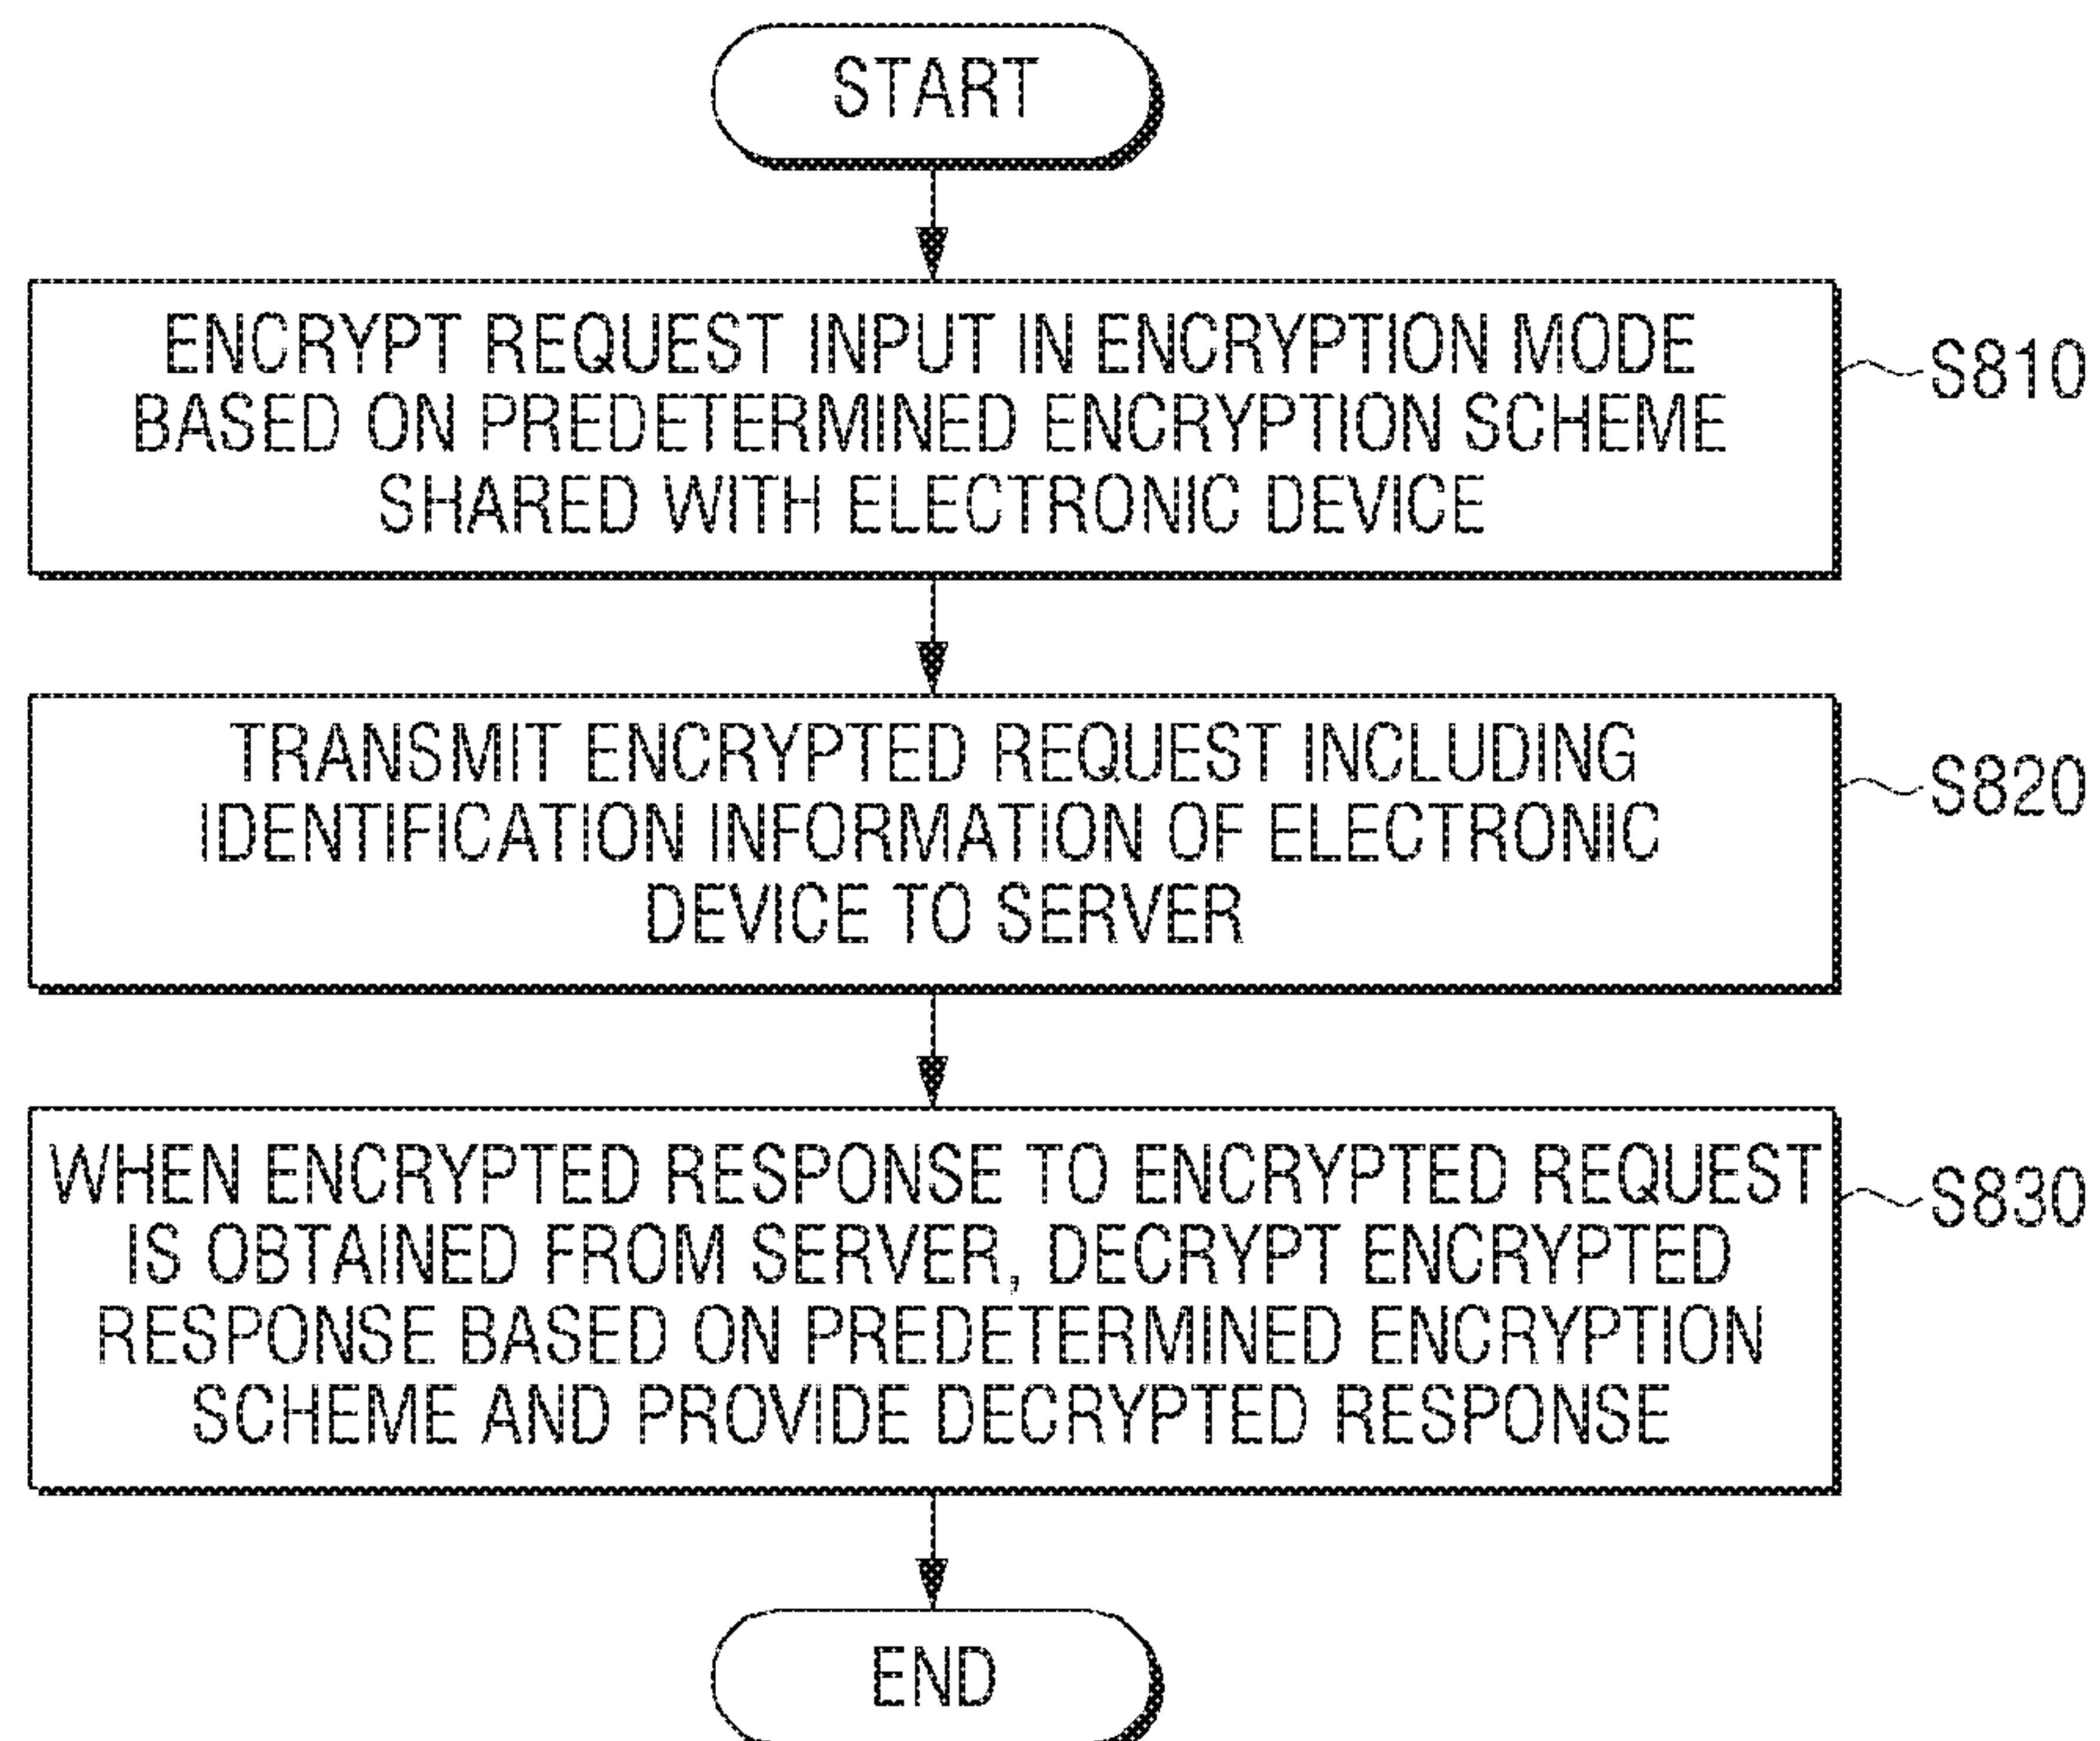 START
ENCRYPT REQUEST INPUT IN ENCRYPTION MODE
BASED ON PREDETERMINED ENCRYPTION SCHEME
SHARED WITH ELECTRONIC DEVICE
S810
TRANSMIT ENCRYPTED REQUEST INCLUDING
IDENTIFICATION INFORMATION OF ELECTRONIC
DEVICE TO SERVER
S820
WHEN ENCRYPTED RESPONSE TO ENCRYPTED REQUEST
IS OBTAINED FROM SERVER, DECRYPT ENCRYPTED
RESPONSE BASED ON PREDETERMINED ENCRYPTION
SCHEME AND PROVIDE DECRYPTED RESPONSE
S830
END